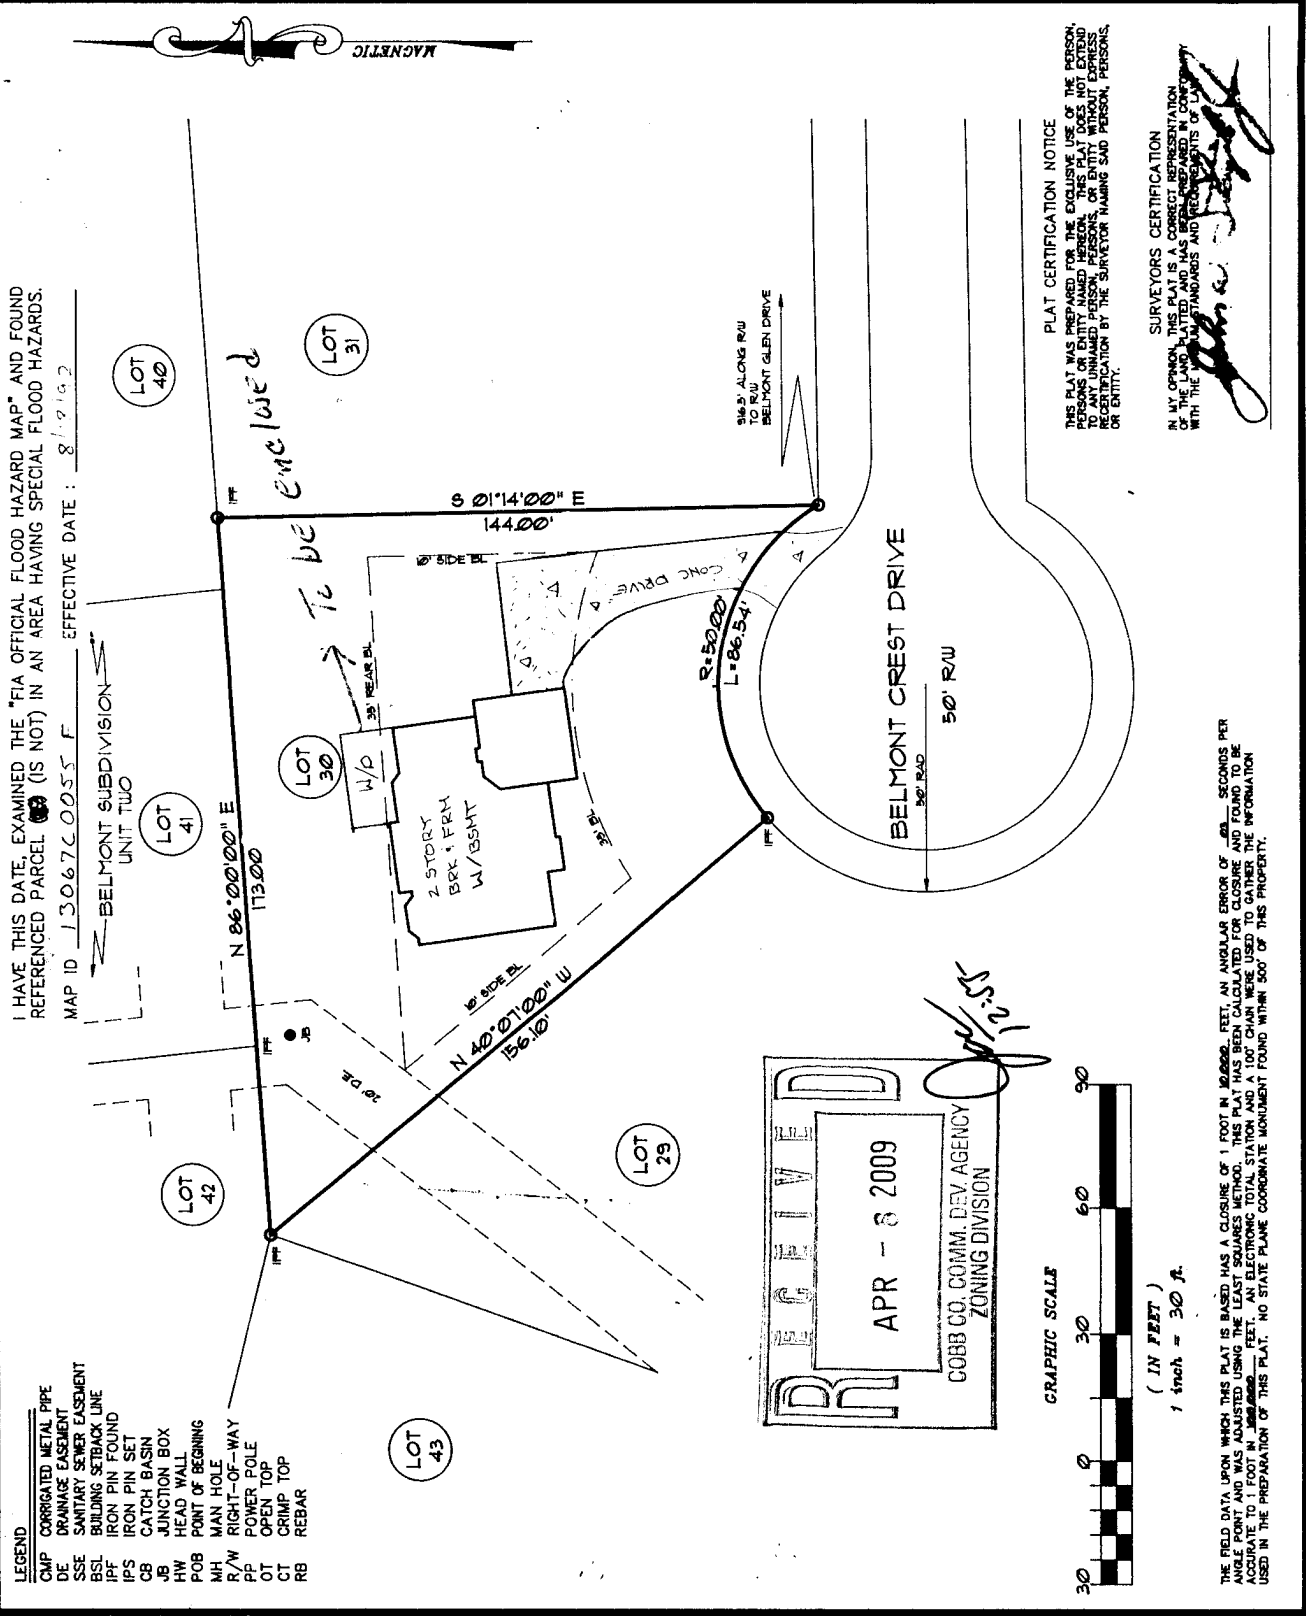 I HAVE THIS DATE, EXAMINED THE "FIA OFFICIAL FLOOD HAZARD MAP" AND FOUND
REFERENCED PARCEL (IS NOT) IN AN AREA HAVING SPECIAL FLOOD HAZARDS.
MAP ID 13067C0055 F EFFECTIVE DATE :
LEGEND
CMP CORRIGATED METAL PIPE
DE DRAINAGE EASEMENT
SSE SANITARY SEWER EASEMENT
BSL BUILDING SETBACK LINE
IPF IRON PIN FOUND
IPS IRON PIN SET
CB CATCH BASIN
JB JUNCTION BOX
HW HEAD WALL
POB POINT OF BEGINING
MH MAN HOLE
R/W RIGHT-OF-WAY
PP POWER POLE
OT OPEN TOP
CT CRIMP TOP
RB REBAR
MAGNETIC
BELMONT SUBDIVISION
UNIT TWO
LOT
40
LOT
41
LOT
42
LOT
43
LOT
31
LOT
30
LOT
29
N 86°00'00" E
173.00
IPF
IPF
IPF
IPF
JB
20' D.E.
To be enclosed
S 01°14'00" E
144.00'
10' SIDE BL
35' REAR BL
W/D
2 STORY
BRK & FRM
W/BSMT
CONC DRIVE
35' BL
10' SIDE BL
N 40°07'00" W
156.10'
R=50.00'
L=86.54'
916.3' ALONG R/W
TO R/W
BELMONT GLEN DRIVE
BELMONT CREST DRIVE
50' RAD
50' R/W
RECEIVED
APR - 8 2009
COBB CO. COMM. DEV. AGENCY
ZONING DIVISION
12:55
GRAPHIC SCALE
30 0 30 60 90
( IN FEET )
1 inch = 30 ft.
PLAT CERTIFICATION NOTICE
THIS PLAT WAS PREPARED FOR THE EXCLUSIVE USE OF THE PERSON,
PERSONS OR ENTITY NAMED HEREON. THIS PLAT DOES NOT EXTEND
TO ANY UNNAMED PERSON, PERSONS, OR ENTITY WITHOUT EXPRESS
RECERTIFICATION BY THE SURVEYOR NAMING SAID PERSON, PERSONS,
OR ENTITY.
SURVEYORS CERTIFICATION
IN MY OPINION, THIS PLAT IS A CORRECT REPRESENTATION
OF THE LAND PLATTED AND HAS BEEN PREPARED IN CONFORMITY
WITH THE MINIMUM STANDARDS AND REQUIREMENTS OF LAW
THE FIELD DATA UPON WHICH THIS PLAT IS BASED HAS A CLOSURE OF 1 FOOT IN FEET, AN ANGULAR ERROR OF 03 SECONDS PER
ANGLE POINT AND WAS ADJUSTED USING THE LEAST SQUARES METHOD. THIS PLAT HAS BEEN CALCULATED FOR CLOSURE AND FOUND TO BE
ACCURATE TO 1 FOOT IN FEET. AN ELECTRONIC TOTAL STATION AND A 100' CHAIN WERE USED TO GATHER THE INFORMATION
USED IN THE PREPARATION OF THIS PLAT. NO STATE PLANE COORDINATE MONUMENT FOUND WITHIN 500' OF THIS PROPERTY.